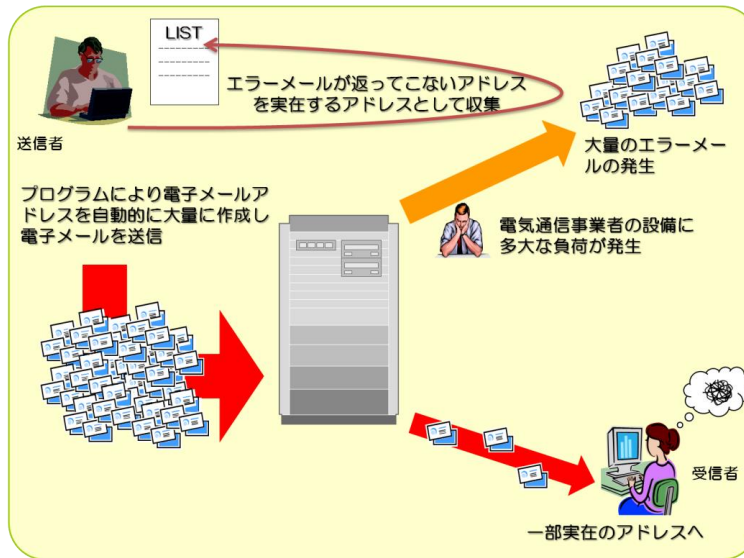 LIST
エラーメールが返ってこないアドレス
を実在するアドレスとして収集
送信者
大量のエラーメー
ルの発生
プログラムにより電子メールア
ドレスを自動的に大量に作成し
電子メールを送信
電気通信事業者の設備に
多大な負荷が発生
受信者
一部実在のアドレスへ